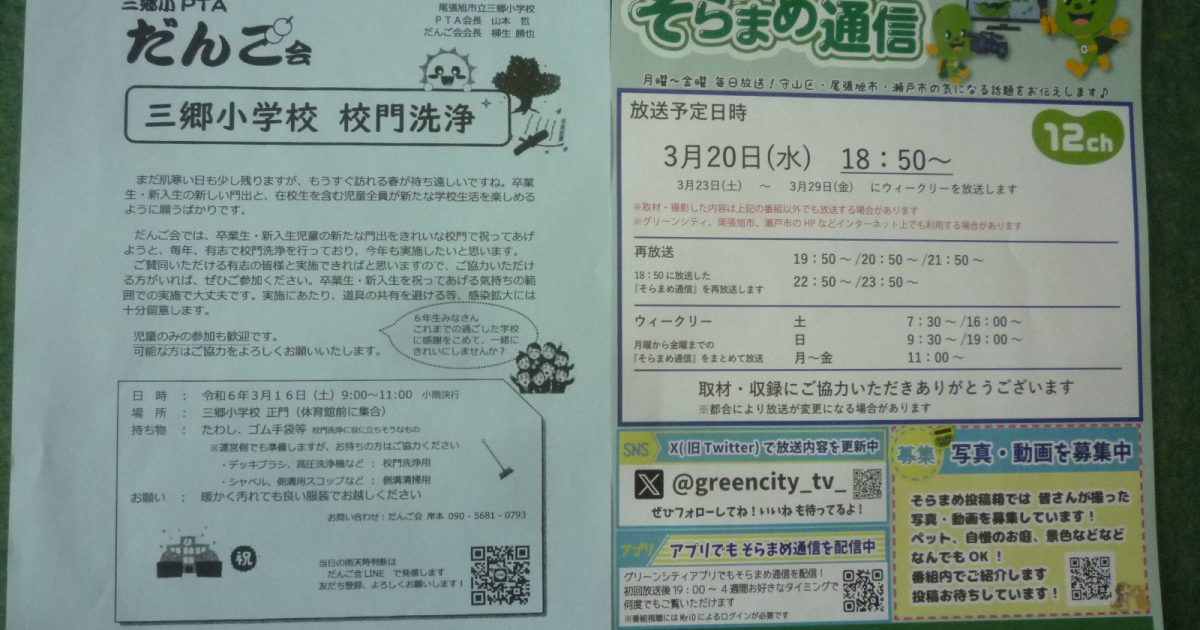 三郷小PTA
だんご会
尾張旭市立三郷小学校
PTA会長 山本 哲
だんご会会長 柳生 勝也
三郷小学校 校門洗浄
まだ肌寒い日も少し残りますが、もうすぐ訪れる春が待ち遠しいですね。卒業
生・新入生の新しい門出と、在校生を含む児童全員が新たな学校生活を楽しめる
ように願うばかりです。
だんご会では、卒業生・新入生児童の新たな門出をきれいな校門で祝ってあげ
ようと、毎年、有志で校門洗浄を行っており、今年も実施したいと思います。
ご賛同いただける有志の皆様と実施できればと思いますので、ご協力いただけ
る方がいれば、ぜひご参加ください。卒業生・新入生を祝ってあげる気持ちの範
囲での実施で大丈夫です。実施にあたり、道具の共有を避ける等、感染拡大には
十分留意します。
児童のみの参加も歓迎です。
可能な方はご協力をよろしくお願いいたします。
6年生みなさん
これまでの過ごした学校
に感謝をこめて、一緒に
きれいにしませんか？
日 時 ： 令和6年3月16日（土）9:00～11:00 小雨決行
場 所 ： 三郷小学校 正門（体育館前に集合）
持ち物 ： たわし、ゴム手袋等 校門洗浄に役に立ちそうなもの
※運営側でも準備しますが、お持ちの方はご協力ください
・デッキブラシ、高圧洗浄機など ： 校門洗浄用
・シャベル、側溝用スコップなど ： 側溝清掃用
お願い ： 暖かく汚れても良い服装でお越しください
お問い合わせ：だんご会 岸本 090-5681-0793
祝
当日の雨天時判断は
だんご会LINE で発信します
友だち登録、よろしくお願いします！
そらまめ通信
月曜～金曜 毎日放送！守山区・尾張旭市・瀬戸市の気になる話題をお伝えします♪
放送予定日時
12ch
3月20日(水) 18：50～
3月23日(土) ～ 3月29日(金) にウィークリーを放送します
※取材・撮影した内容は上記の番組以外でも放送する場合があります
※グリーンシティ、尾張旭市、瀬戸市のHPなどインターネット上でも利用する場合があります
再放送
18：50に放送した
『そらまめ通信』を再放送します
19：50～/20：50～/21：50～
22：50～/23：50～
ウィークリー
月曜から金曜までの
『そらまめ通信』をまとめて放送
土 7：30～/16：00～
日 9：30～/19：00～
月～金 11：00～
取材・収録にご協力いただきありがとうございます
※都合により放送が変更になる場合があります
SNS X(旧Twitter)で放送内容を更新中
X @greencity_tv_
ぜひフォローしてね！いいねも待ってるよ！
アプリ アプリでもそらまめ通信を配信中
グリーンシティアプリでもそらまめ通信を配信！
初回放送後19：00～4週間お好きなタイミングで
何度でもご覧いただけます
※番組視聴にはMyiDによるログインが必要です
募集 写真・動画を募集中
そらまめ投稿箱では 皆さんが撮った
写真・動画を募集しています！
ペット、自慢のお庭、景色などなど
なんでもOK！
番組内でご紹介します
投稿お待ちしています！